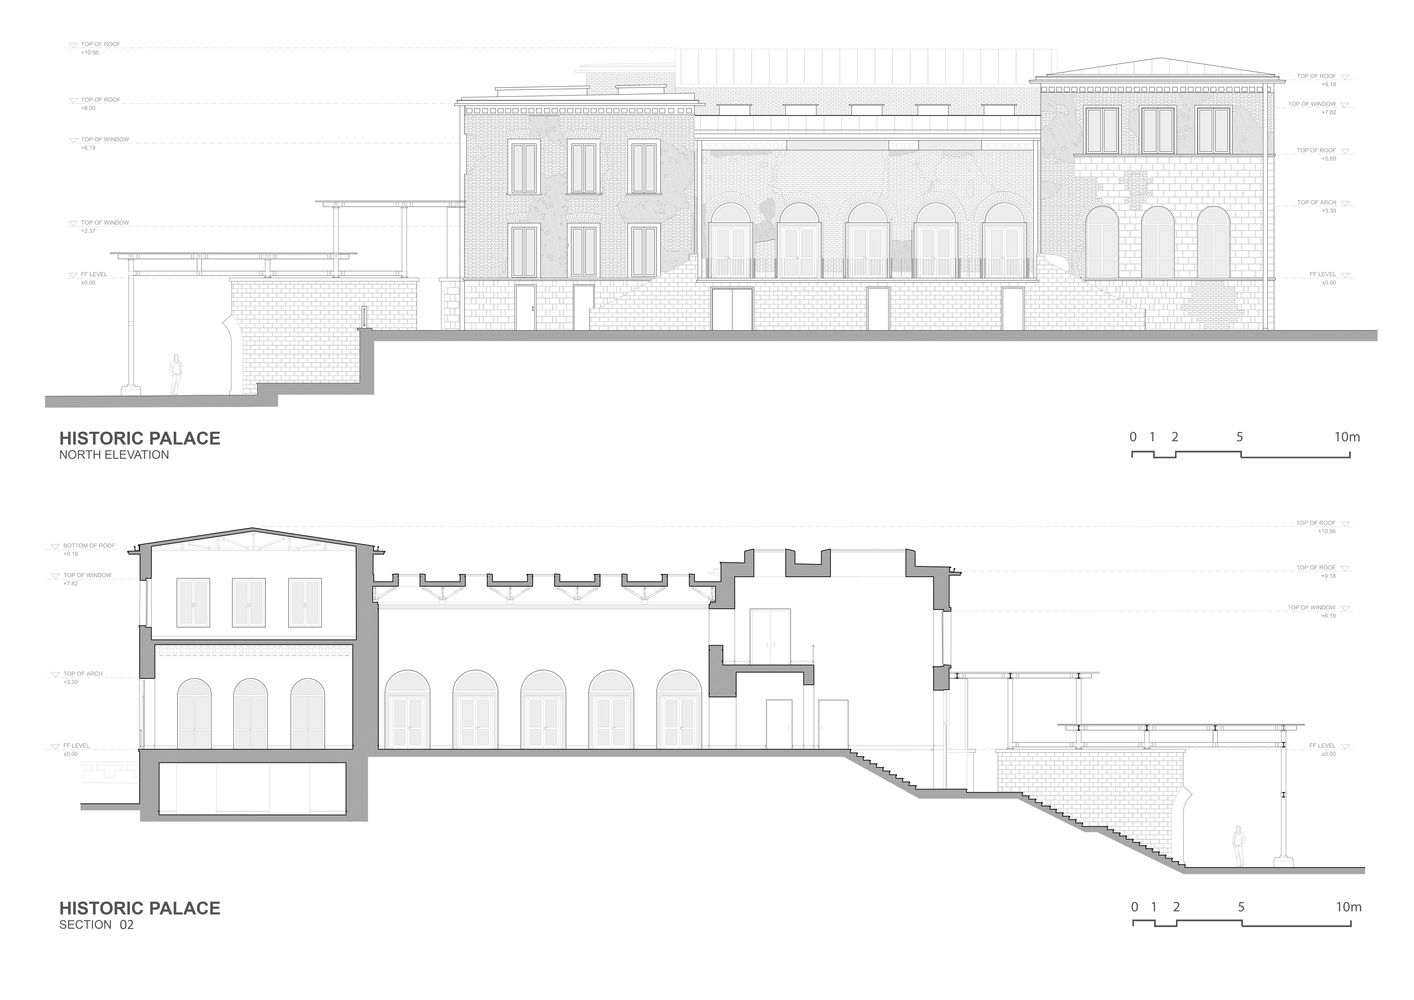 TOP OF ROOF
+10.56
TOP OF ROOF
+8.00
TOP OF WINDOW
+6.19
TOP OF WINDOW
+2.37
FF LEVEL
±0.00
TOP OF ROOF
+9.18
TOP OF WINDOW
+7.82
TOP OF ROOF
+5.69
TOP OF ARCH
+3.30
FF LEVEL
±0.00
HISTORIC PALACE
NORTH ELEVATION
0 1 2 5 10m
BOTTOM OF ROOF
+9.18
TOP OF WINDOW
+7.82
TOP OF ARCH
+3.30
FF LEVEL
±0.00
TOP OF ROOF
+10.56
TOP OF ROOF
+9.18
TOP OF WINDOW
+6.19
FF LEVEL
±0.00
HISTORIC PALACE
SECTION 02
0 1 2 5 10m